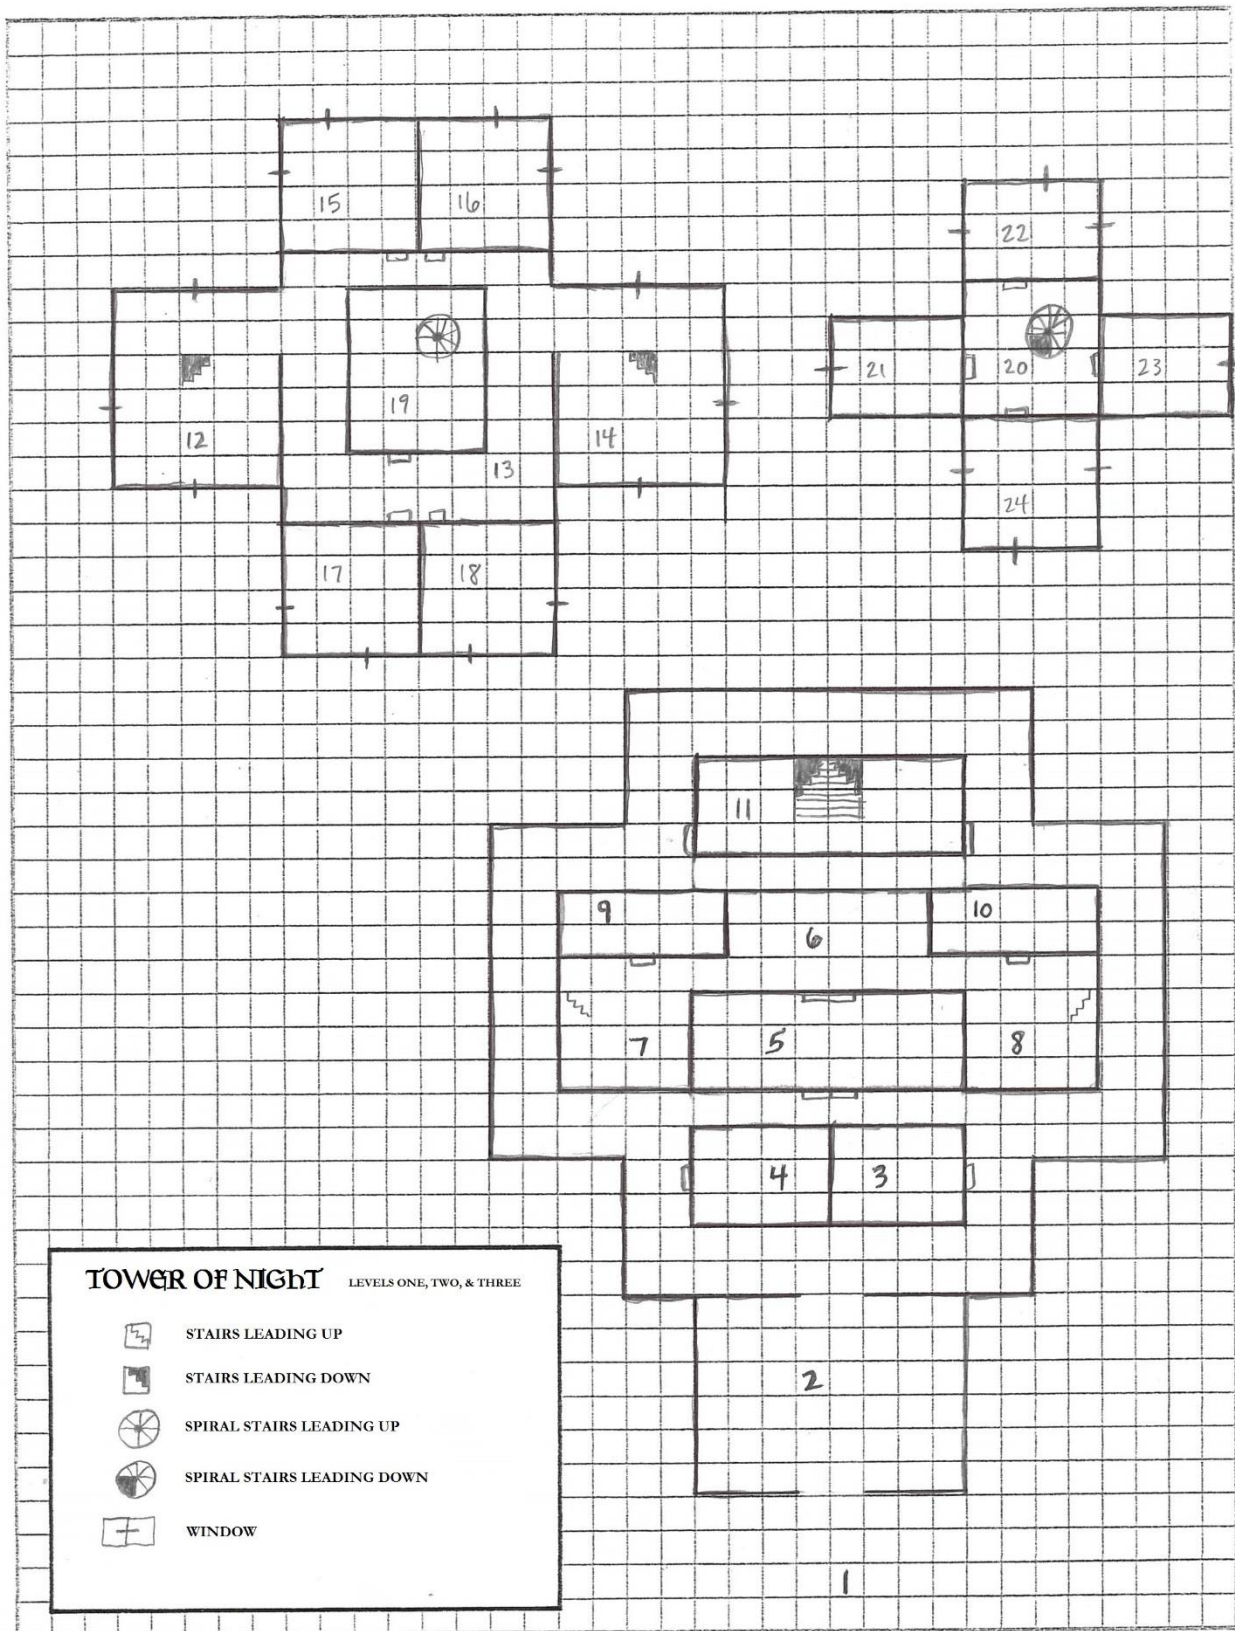 15 16
22
21 20 23
19
12 14
13
24
17 18
11
9 10
6
7 5 8
4 3
TOWER OF NIGHT LEVELS ONE, TWO, & THREE
STAIRS LEADING UP
STAIRS LEADING DOWN
SPIRAL STAIRS LEADING UP
SPIRAL STAIRS LEADING DOWN
WINDOW
2
1